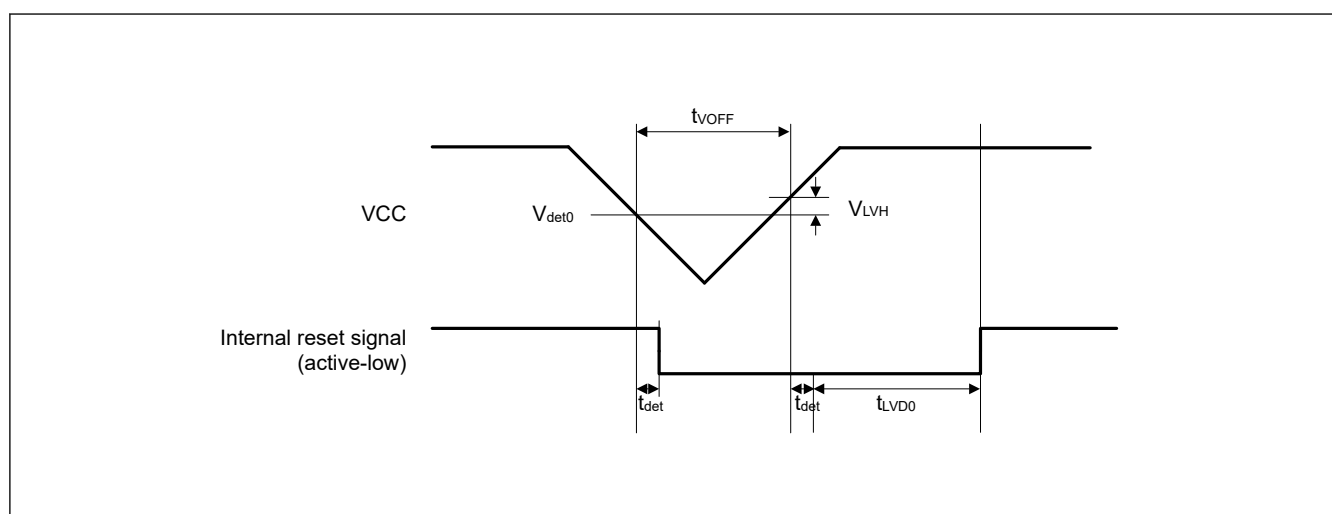 tVOFF
VCC
Vdet0
VLVH
Internal reset signal
(active-low)
tdet
tdet
tLVD0